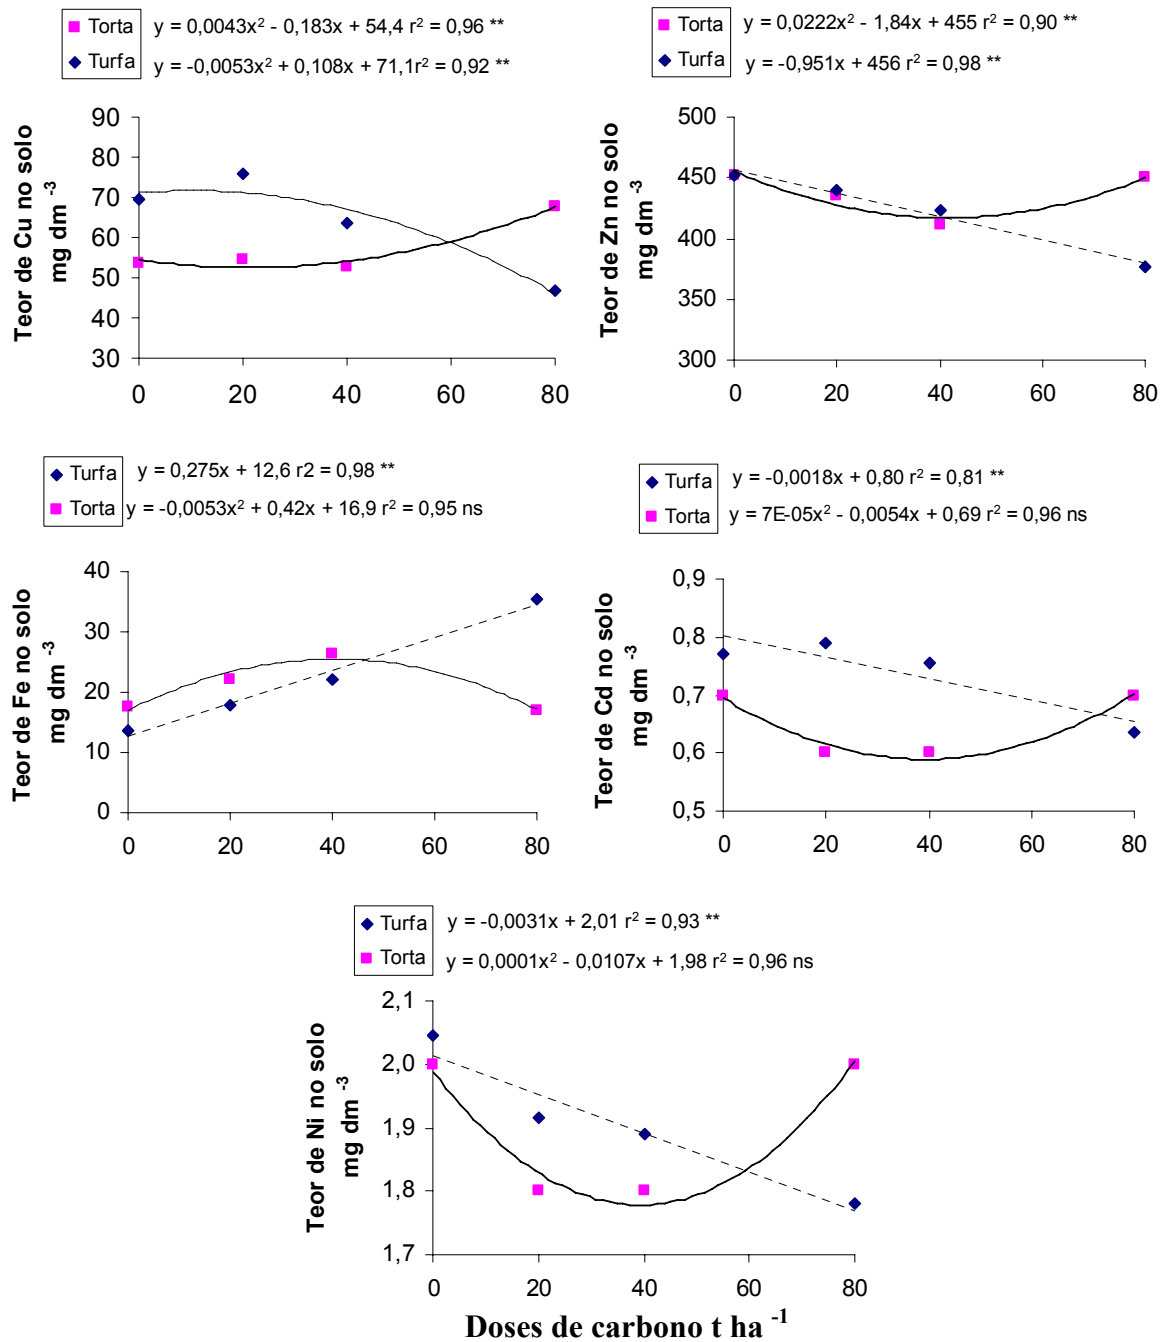 Torta y = 0,0043x² - 0,183x + 54,4 r² = 0,96 **
Turfa y = -0,0053x² + 0,108x + 71,1r² = 0,92 **
Teor de Cu no solo
mg dm ⁻³
90
80
70
60
50
40
30
0 20 40 60 80
Torta y = 0,0222x² - 1,84x + 455 r² = 0,90 **
Turfa y = -0,951x + 456 r² = 0,98 **
Teor de Zn no solo
mg dm ⁻³
500
450
400
350
300
0 20 40 60 80
Turfa y = 0,275x + 12,6 r2 = 0,98 **
Torta y = -0,0053x² + 0,42x + 16,9 r² = 0,95 ns
Teor de Fe no solo
mg dm ⁻³
40
30
20
10
0
0 20 40 60 80
Turfa y = -0,0018x + 0,80 r² = 0,81 **
Torta y = 7E-05x² - 0,0054x + 0,69 r² = 0,96 ns
Teor de Cd no solo
mg dm ⁻³
0,9
0,8
0,7
0,6
0,5
0 20 40 60 80
Turfa y = -0,0031x + 2,01 r² = 0,93 **
Torta y = 0,0001x² - 0,0107x + 1,98 r² = 0,96 ns
Teor de Ni no solo
mg dm ⁻³
2,1
2,0
1,9
1,8
1,7
0 20 40 60 80
Doses de carbono t ha ⁻¹